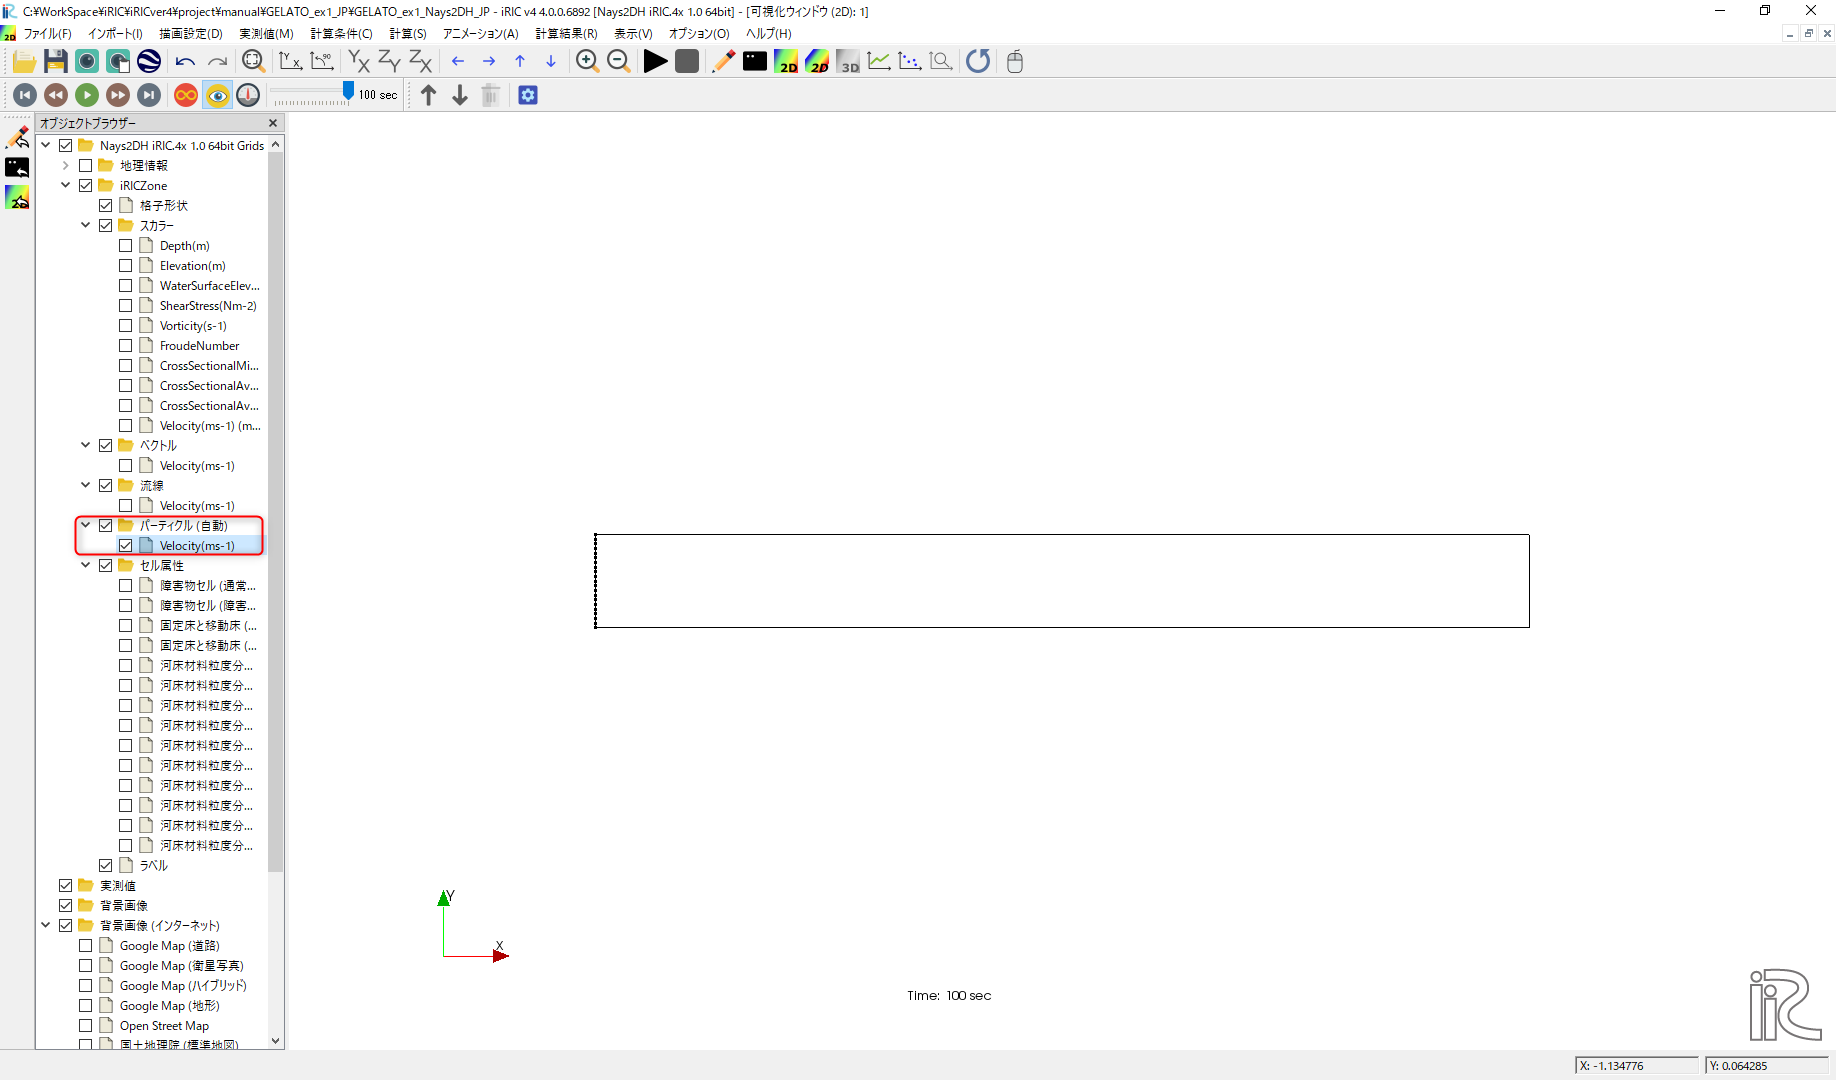 C:¥WorkSpace¥iRIC¥iRICver4¥project¥manual¥GELATO_ex1_JP¥GELATO_ex1_Nays2DH_JP - iRIC v4 4.0.0.6892 [Nays2DH iRIC.4x 1.0 64bit] - [可視化ウィンドウ (2D): 1]
ファイル(F) インポート(I) 描画設定(D) 実測値(M) 計算条件(C) 計算(S) アニメーション(A) 計算結果(R) 表示(V) オプション(O) ヘルプ(H)
100 sec
オブジェクトブラウザー
Nays2DH iRIC.4x 1.0 64bit Grids
地理情報
iRICZone
格子形状
スカラー
Depth(m)
Elevation(m)
WaterSurfaceElev...
ShearStress(Nm-2)
Vorticity(s-1)
FroudeNumber
CrossSectionalMi...
CrossSectionalAv...
CrossSectionalAv...
Velocity(ms-1) (m...
ベクトル
Velocity(ms-1)
流線
Velocity(ms-1)
パーティクル (自動)
Velocity(ms-1)
セル属性
障害物セル (通常...
障害物セル (障害...
固定床と移動床 (...
固定床と移動床 (...
河床材料粒度分...
河床材料粒度分...
河床材料粒度分...
河床材料粒度分...
河床材料粒度分...
河床材料粒度分...
河床材料粒度分...
河床材料粒度分...
河床材料粒度分...
河床材料粒度分...
ラベル
実測値
背景画像
背景画像 (インターネット)
Google Map (道路)
Google Map (衛星写真)
Google Map (ハイブリッド)
Google Map (地形)
Open Street Map
国土地理院 (標準地図)
Y
X
Time: 100 sec
iRIC
X: -1.134776
Y: 0.064285